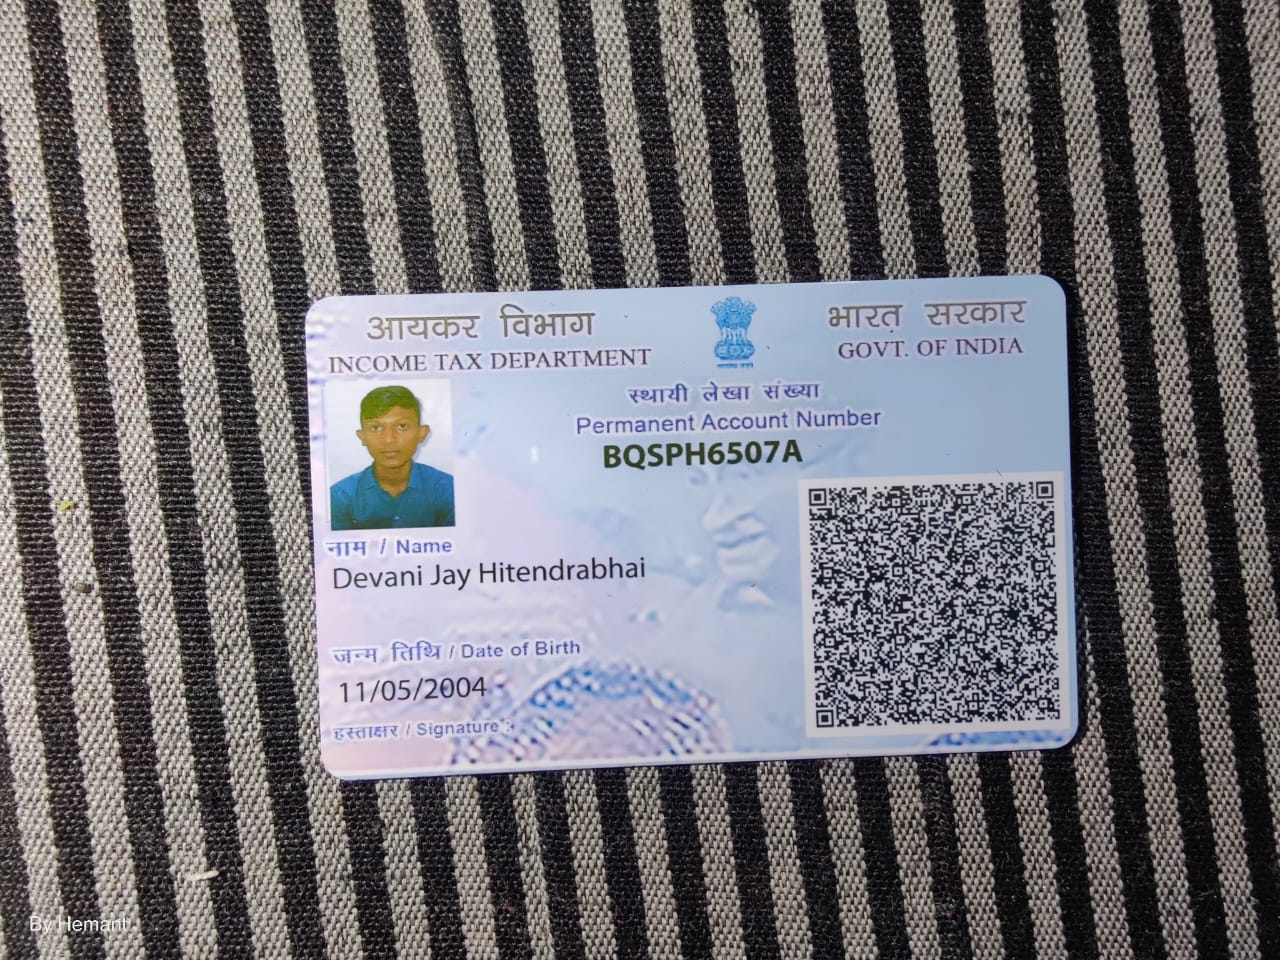 आयकर विभाग
INCOME TAX DEPARTMENT
भारत सरकार
GOVT. OF INDIA
स्थायी लेखा संख्या
Permanent Account Number
BQSPH6507A
नाम / Name
Devani Jay Hitendrabhai
जन्म तिथि / Date of Birth
11/05/2004
हस्ताक्षर / Signature :-
By Hemant